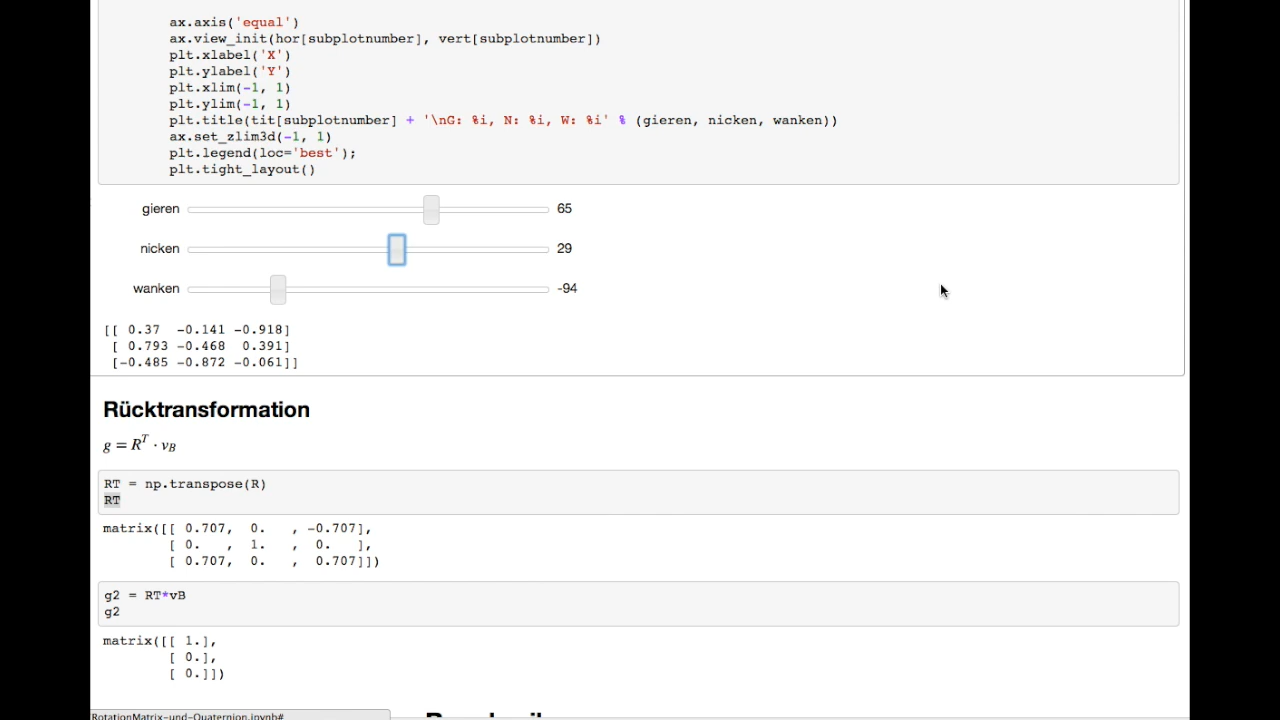 ax.axis('equal')
ax.view_init(hor[subplotnumber], vert[subplotnumber])
plt.xlabel('X')
plt.ylabel('Y')
plt.xlim(-1, 1)
plt.ylim(-1, 1)
plt.title(tit[subplotnumber] + '\nG: %i, N: %i, W: %i' % (gieren, nicken, wanken))
ax.set_zlim3d(-1, 1)
plt.legend(loc='best');
plt.tight_layout()
gieren 65
nicken 29
wanken -94
[[ 0.37 -0.141 -0.918]
[ 0.793 -0.468 0.391]
[-0.485 -0.872 -0.061]]
Rücktransformation
g = R^T · v_B
RT = np.transpose(R)
RT
matrix([[ 0.707, 0. , -0.707],
[ 0. , 1. , 0. ],
[ 0.707, 0. , 0.707]])
g2 = RT*vB
g2
matrix([[ 1.],
[ 0.],
[ 0.]])
RotationMatrix-und-Quaternion.ipynb#